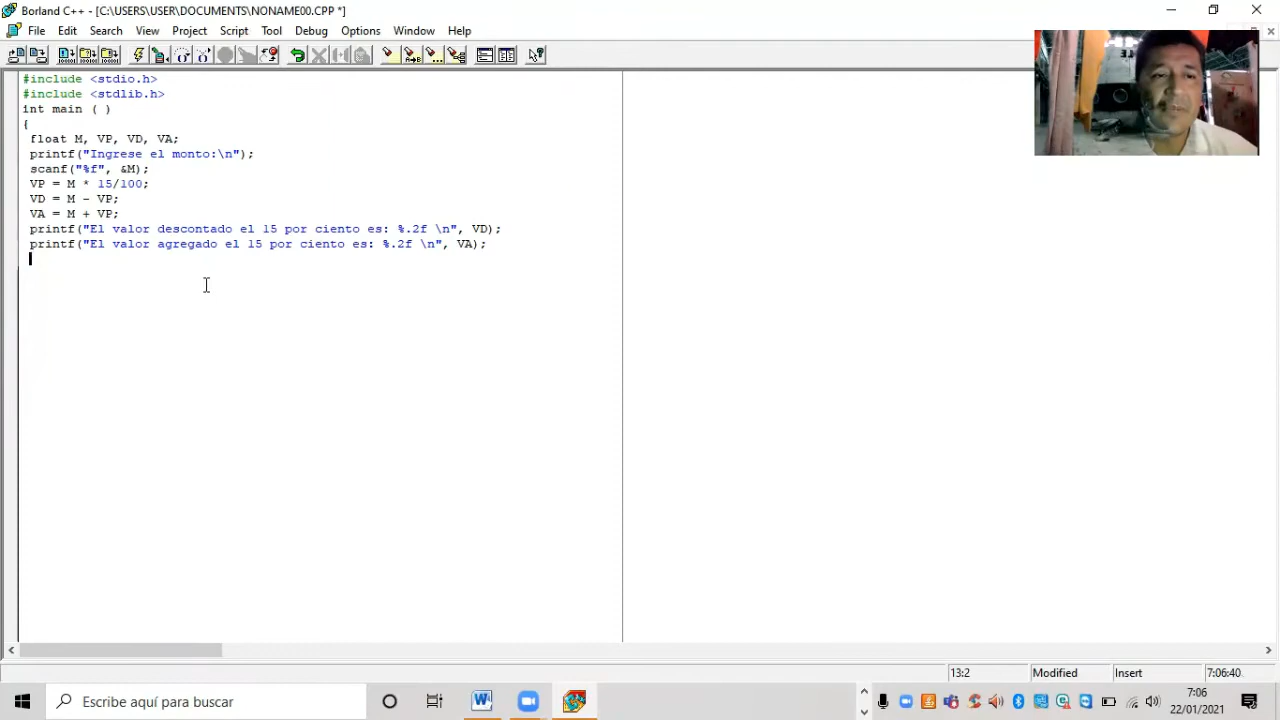 Borland C++ - [C:\USERS\USER\DOCUMENTS\NONAME00.CPP *]
File Edit Search View Project Script Tool Debug Options Window Help
#include <stdio.h>
#include <stdlib.h>
int main ( )
{
float M, VP, VD, VA;
printf("Ingrese el monto:\n");
scanf("%f", &M);
VP = M * 15/100;
VD = M - VP;
VA = M + VP;
printf("El valor descontado el 15 por ciento es: %.2f \n", VD);
printf("El valor agregado el 15 por ciento es: %.2f \n", VA);
13:2 Modified Insert 7:06:40
Escribe aquí para buscar
7:06
22/01/2021